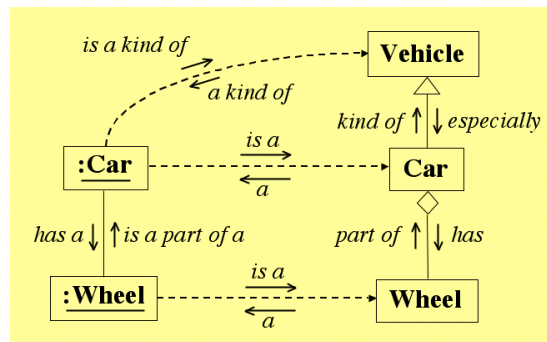 is a kind of
Vehicle
a kind of
kind of
especially
is a
:Car
Car
a
has a
is a part of a
part of
has
is a
:Wheel
Wheel
a